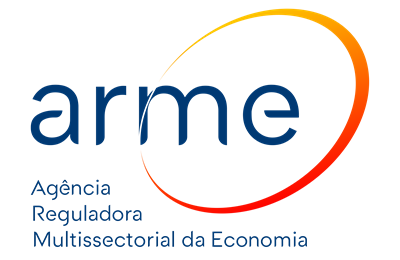 arme
Agência
Reguladora
Multissectorial da Economia